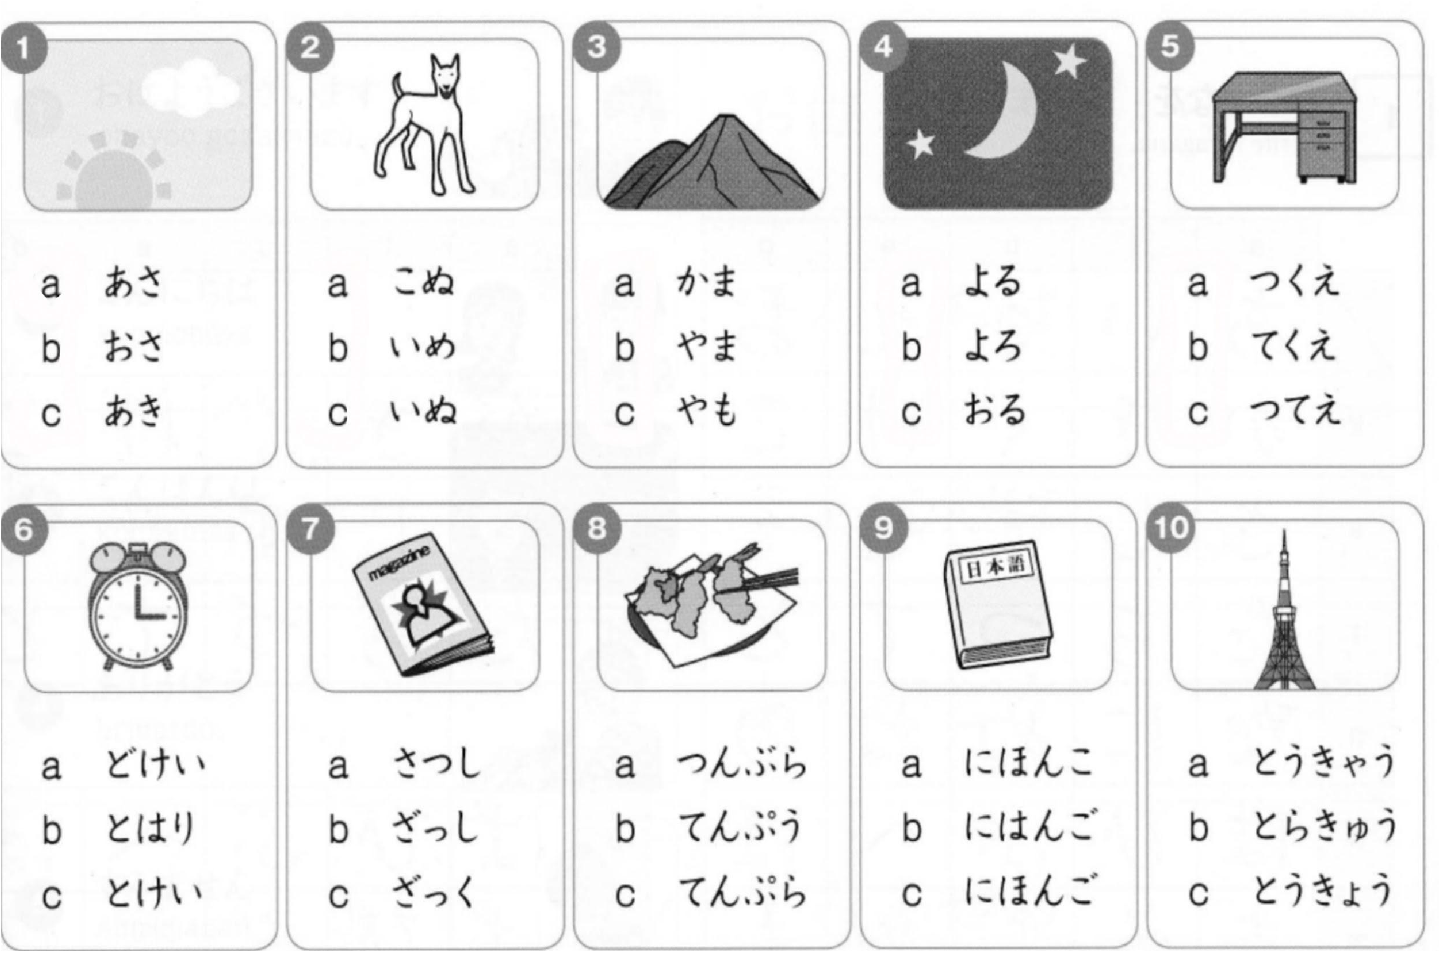 1
a あさ
b おさ
c あき
2
a こぬ
b いめ
c いぬ
3
a かま
b やま
c やも
4
a よる
b よろ
c おる
5
a つくえ
b てくえ
c つてえ
6
a どけい
b とはり
c とけい
7
magazine
a さつし
b ざっし
c ざっく
8
a つんぶら
b てんぷう
c てんぷら
9
日本語
a にほんこ
b にはんご
c にほんご
10
a とうきゃう
b とらきゅう
c とうきょう